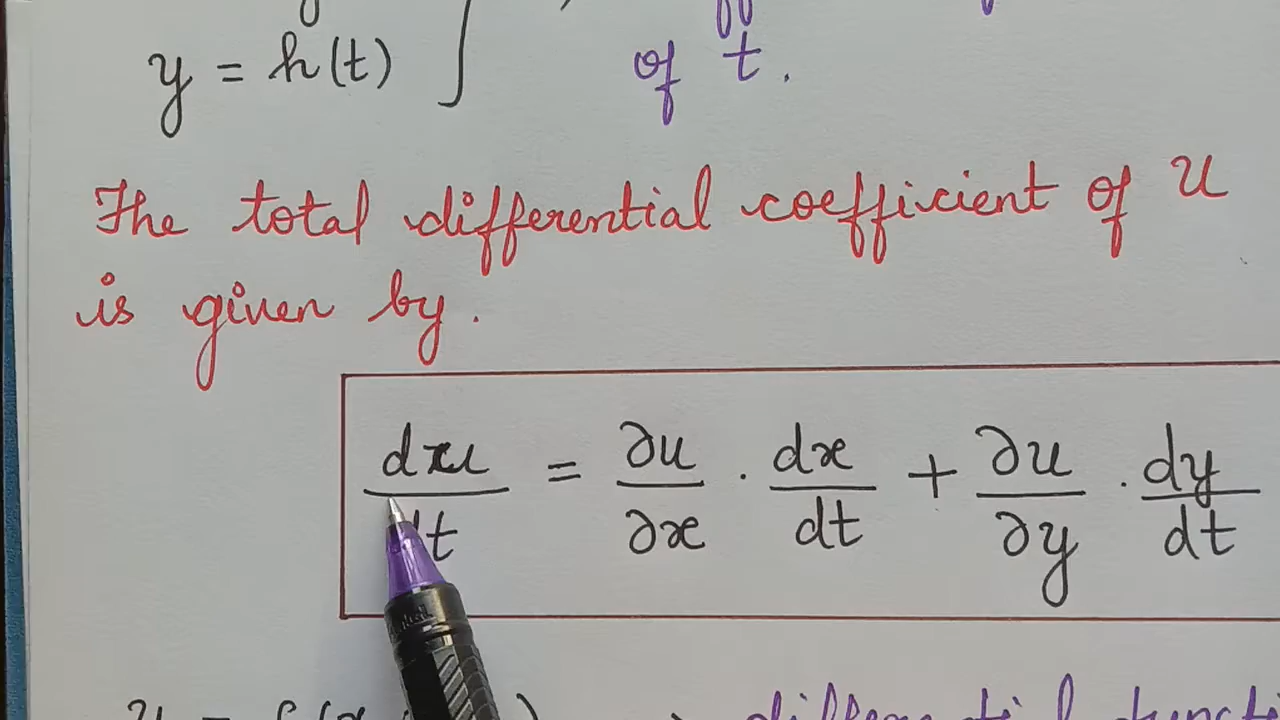 y = h(t)
of t.
The total differential coefficient of u
is given by.
du/dt = ∂u/∂x · dx/dt + ∂u/∂y · dy/dt